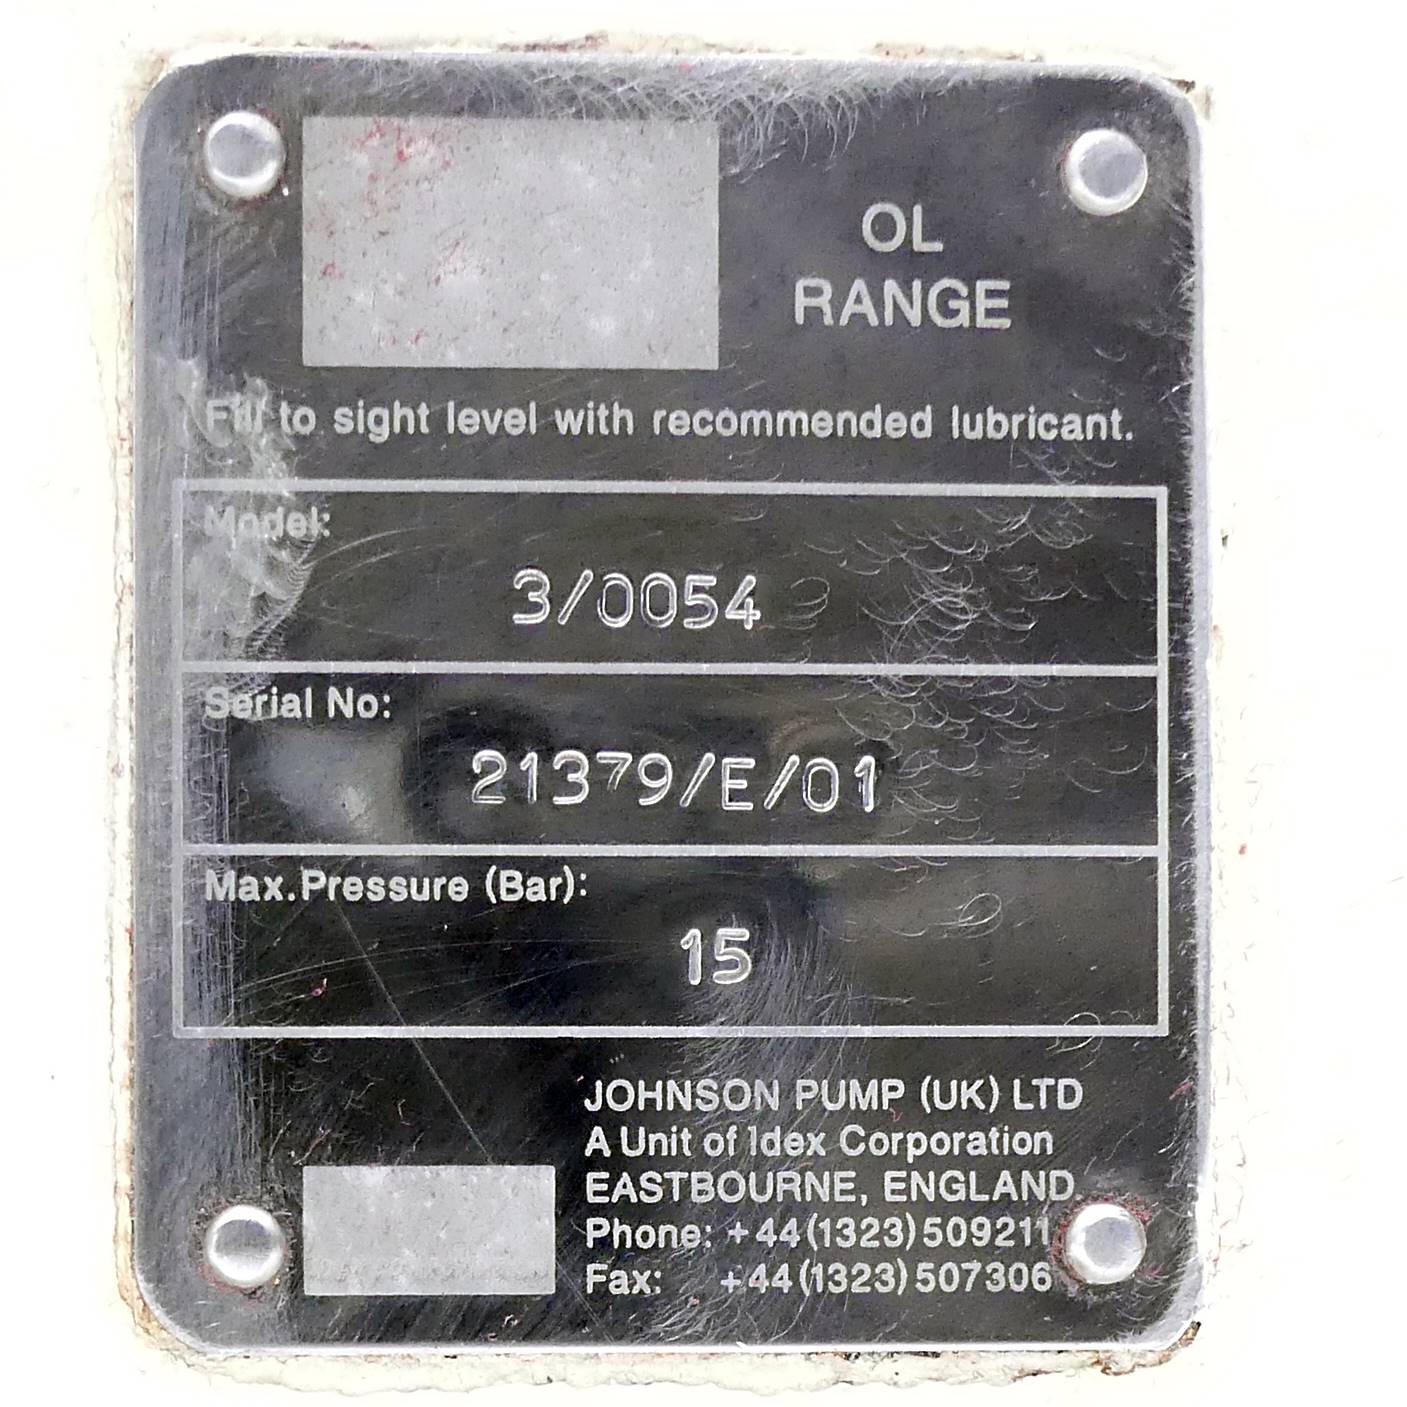 OL
RANGE
Fill to sight level with recommended lubricant.
Model:
3/0054
Serial No:
21379/E/01
Max.Pressure (Bar):
15
JOHNSON PUMP (UK) LTD
A Unit of Idex Corporation
EASTBOURNE, ENGLAND.
Phone: +44(1323)509211
Fax: +44(1323)507306